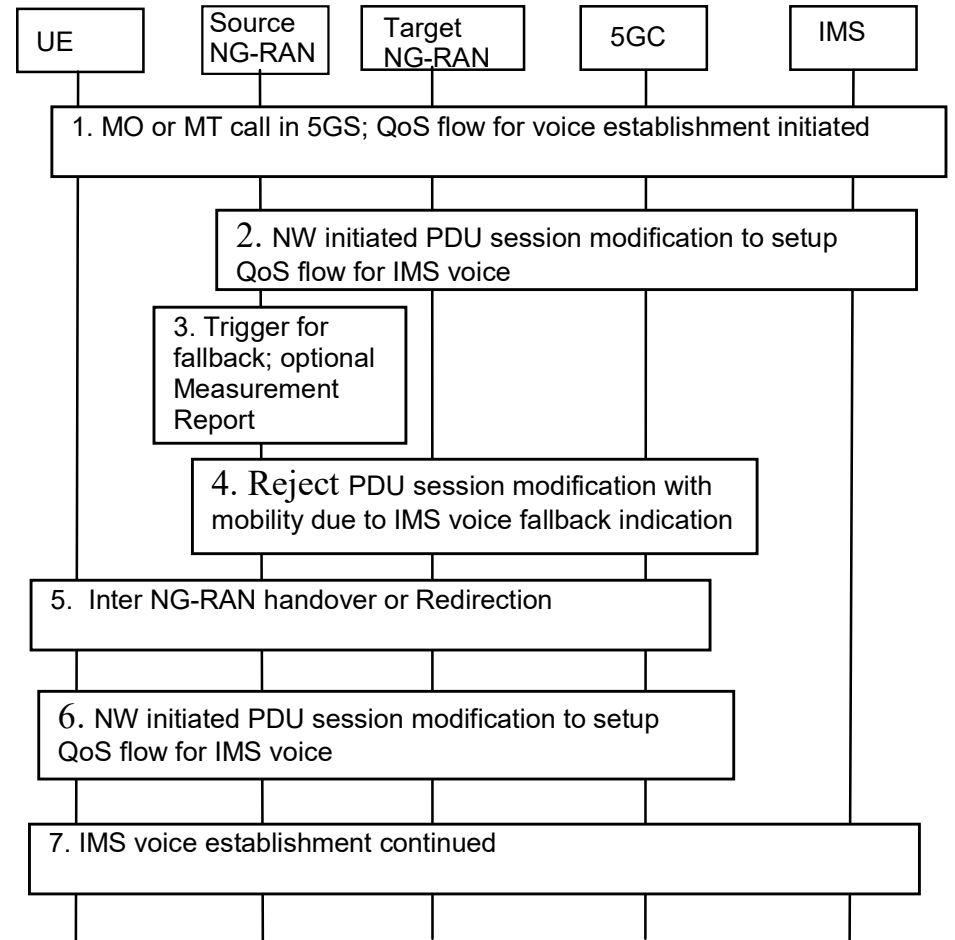 UE
Source
NG-RAN
Target
NG-RAN
5GC
IMS
1. MO or MT call in 5GS; QoS flow for voice establishment initiated
2. NW initiated PDU session modification to setup
QoS flow for IMS voice
3. Trigger for
fallback; optional
Measurement
Report
4. Reject PDU session modification with
mobility due to IMS voice fallback indication
5. Inter NG-RAN handover or Redirection
6. NW initiated PDU session modification to setup
QoS flow for IMS voice
7. IMS voice establishment continued